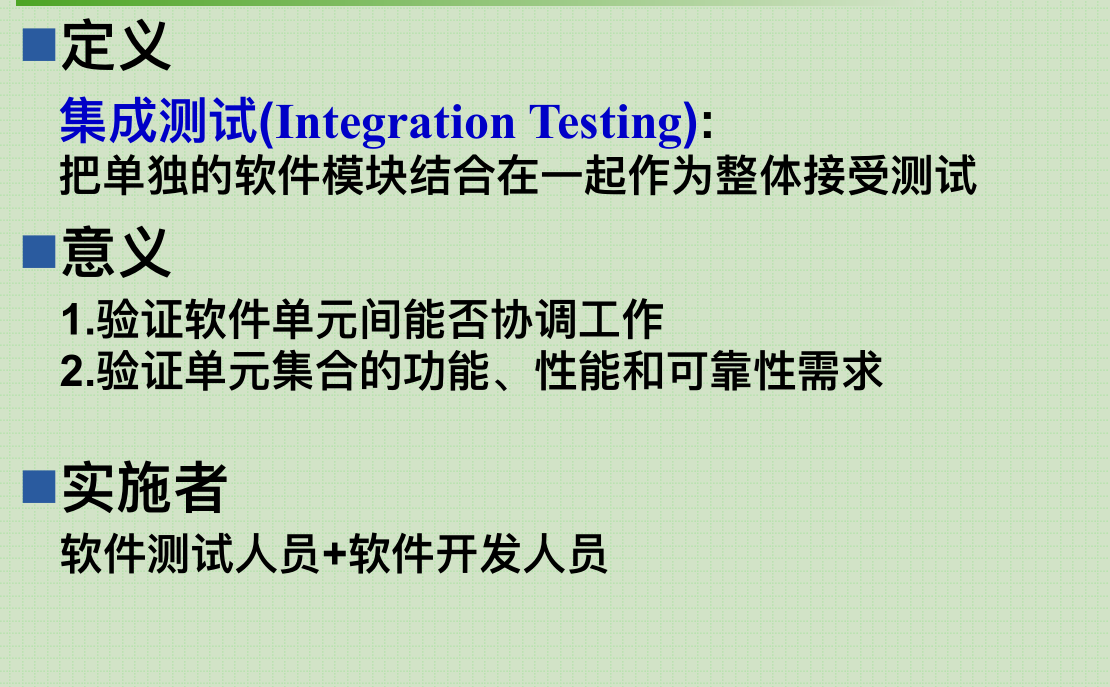 定义
集成测试(Integration Testing):
把单独的软件模块结合在一起作为整体接受测试
意义
1.验证软件单元间能否协调工作
2.验证单元集合的功能、性能和可靠性需求
实施者
软件测试人员+软件开发人员